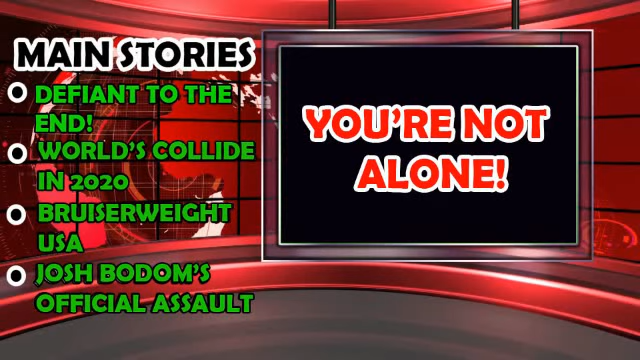 MAIN STORIES
DEFIANT TO THE
END!
WORLD'S COLLIDE
IN 2020
BRUISERWEIGHT
USA
JOSH BODOM'S
OFFICIAL ASSAULT
YOU'RE NOT
ALONE!